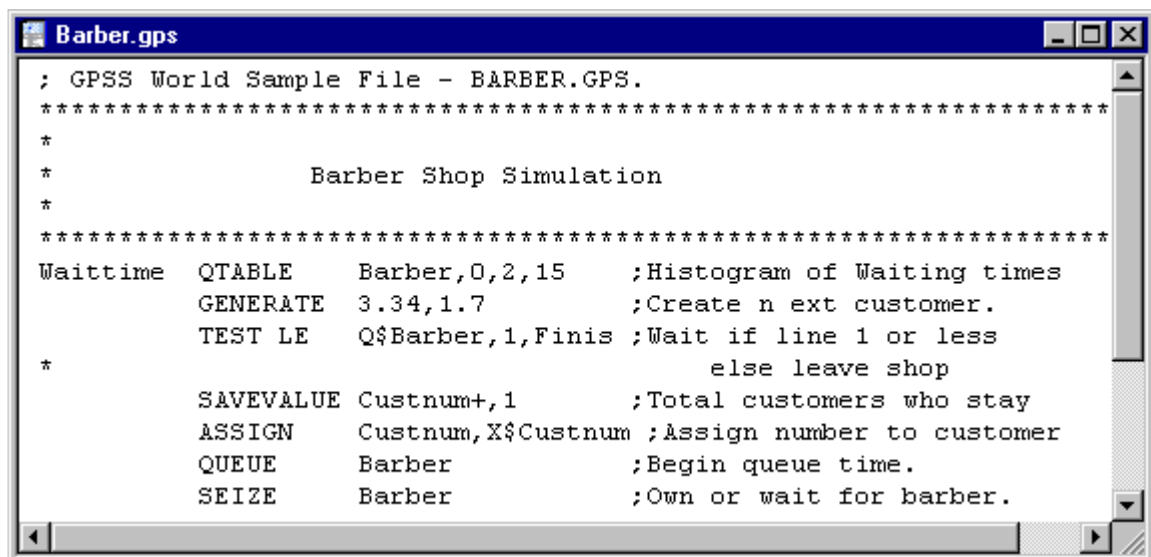 Barber.gps
; GPSS World Sample File - BARBER.GPS.
*******************************************************************
*
*                Barber Shop Simulation
*
*******************************************************************
Waittime  QTABLE    Barber,0,2,15    ;Histogram of Waiting times
          GENERATE  3.34,1.7         ;Create n ext customer.
          TEST LE   Q$Barber,1,Finis ;Wait if line 1 or less
*                                         else leave shop
          SAVEVALUE Custnum+,1       ;Total customers who stay
          ASSIGN    Custnum,X$Custnum ;Assign number to customer
          QUEUE     Barber           ;Begin queue time.
          SEIZE     Barber           ;Own or wait for barber.